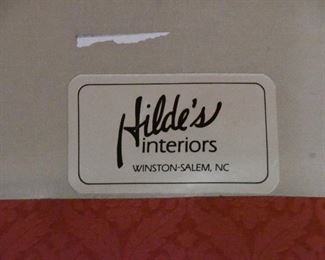 Hilde's
interiors
WINSTON-SALEM, NC